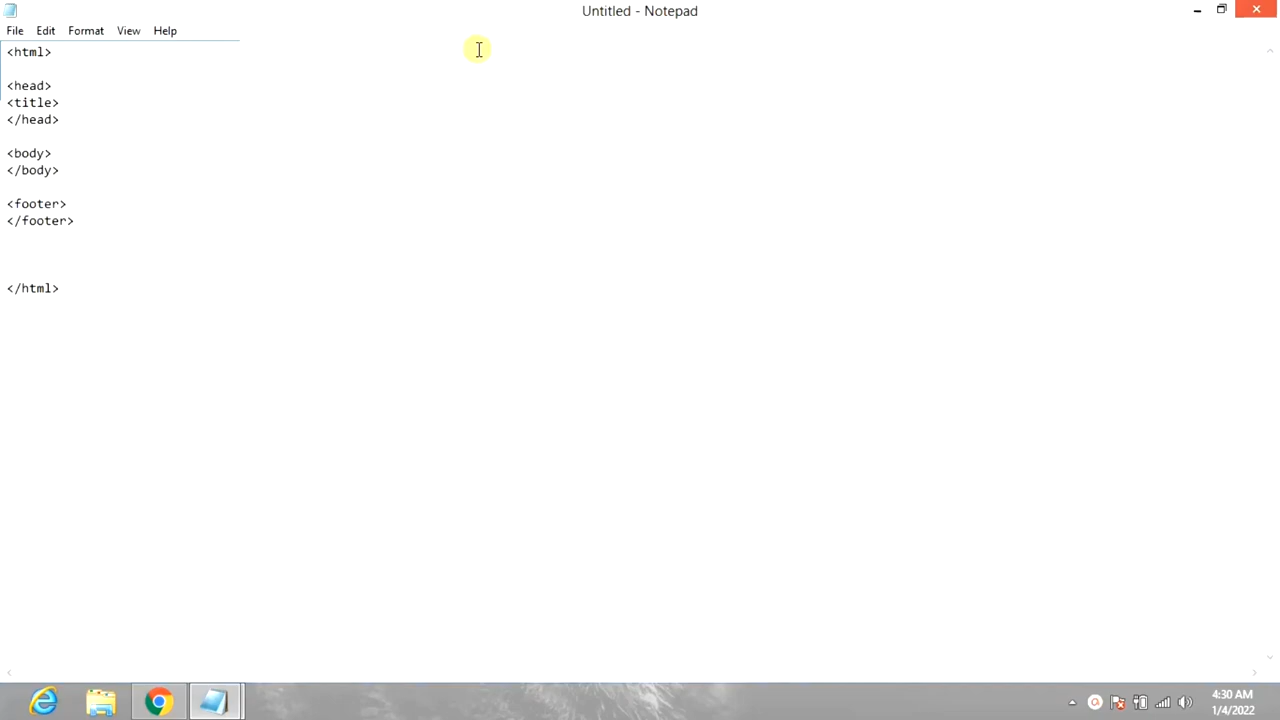 Untitled - Notepad
File Edit Format View Help
<html>
<head>
<title>
</head>
<body>
</body>
<footer>
</footer>
</html>
4:30 AM
1/4/2022